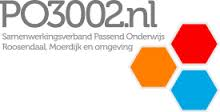 PO3002.nl
Samenwerkingsverband Passend Onderwijs
Roosendaal, Moerdijk en omgeving